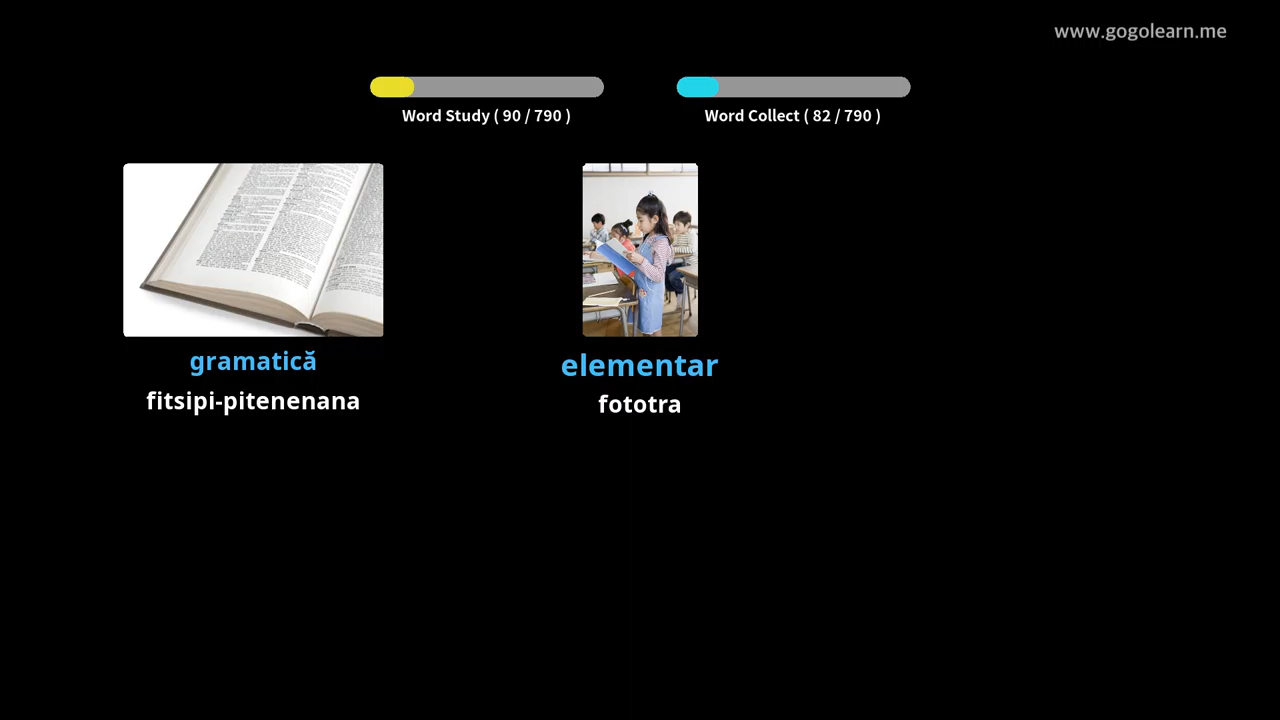 www.gogolearn.me
Word Study ( 90 / 790 )
Word Collect ( 82 / 790 )
gramatică
fitsipi-pitenenana
elementar
fototra